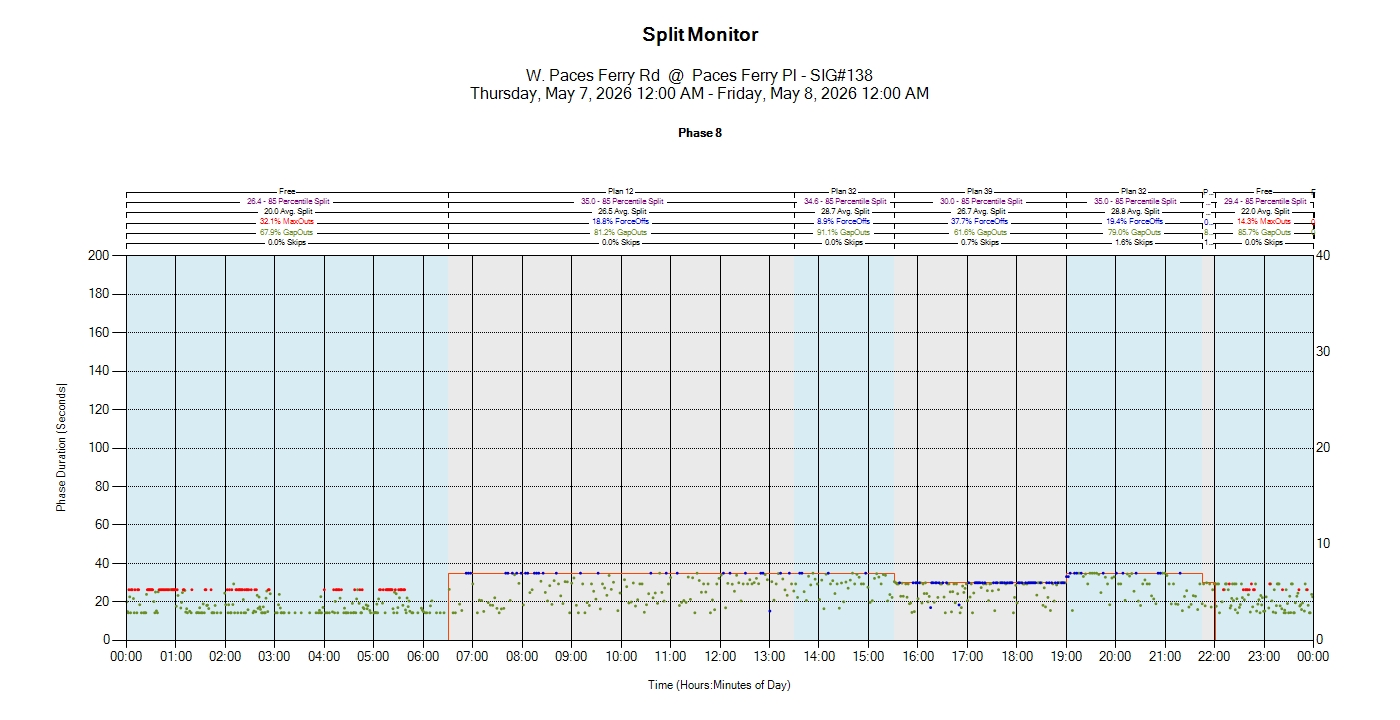 Split Monitor
W. Paces Ferry Rd @ Paces Ferry Pl - SIG#138
Thursday, May 7, 2026 12:00 AM - Friday, May 8, 2026 12:00 AM
Phase 8
Free Plan 12 Plan 32 Plan 39 Plan 32 P... Free F
26.4 - 85 Percentile Split 35.0 - 85 Percentile Split 34.6 - 85 Percentile Split 30.0 - 85 Percentile Split 35.0 - 85 Percentile Split ... 29.4 - 85 Percentile Split
20.0 Avg. Split 26.5 Avg. Split 28.7 Avg. Split 26.7 Avg. Split 28.8 Avg. Split ... 22.0 Avg. Split
32.1% MaxOuts 18.8% ForceOffs 8.9% ForceOffs 37.7% ForceOffs 19.4% ForceOffs 0... 14.3% MaxOuts
67.9% GapOuts 81.2% GapOuts 91.1% GapOuts 61.6% GapOuts 79.0% GapOuts 8... 85.7% GapOuts
0.0% Skips 0.0% Skips 0.0% Skips 0.7% Skips 1.6% Skips 1... 0.0% Skips
200 40
180
160
30
140
120
100 20
80
60
10
40
20
0 0
Phase Duration (Seconds)
00:00 01:00 02:00 03:00 04:00 05:00 06:00 07:00 08:00 09:00 10:00 11:00 12:00 13:00 14:00 15:00 16:00 17:00 18:00 19:00 20:00 21:00 22:00 23:00 00:00
Time (Hours:Minutes of Day)